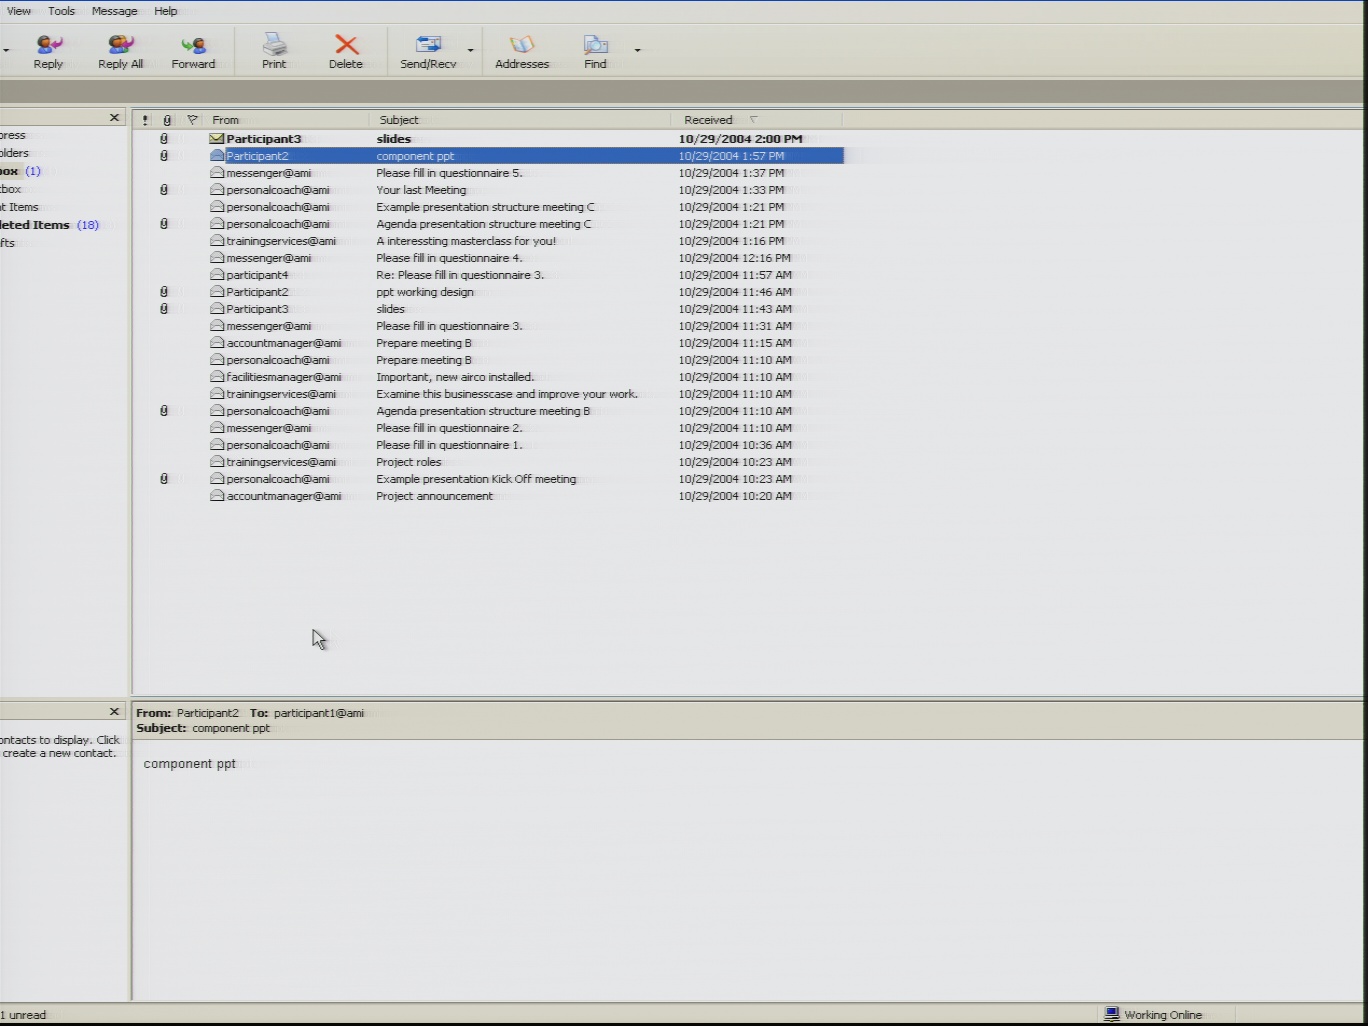 View Tools Message Help
Reply Reply All Forward Print Delete Send/Recv Addresses Find
! From Subject Received
Participant3 slides 10/29/2004 2:00 PM
Participant2 component ppt 10/29/2004 1:57 PM
messenger@ami Please fill in questionnaire 5. 10/29/2004 1:37 PM
personalcoach@ami Your last Meeting 10/29/2004 1:33 PM
personalcoach@ami Example presentation structure meeting C 10/29/2004 1:21 PM
personalcoach@ami Agenda presentation structure meeting C 10/29/2004 1:21 PM
trainingservices@ami A interessting masterclass for you! 10/29/2004 1:16 PM
messenger@ami Please fill in questionnaire 4. 10/29/2004 12:16 PM
participant4 Re: Please fill in questionnaire 3. 10/29/2004 11:57 AM
Participant2 ppt working design 10/29/2004 11:46 AM
Participant3 slides 10/29/2004 11:43 AM
messenger@ami Please fill in questionnaire 3. 10/29/2004 11:31 AM
accountmanager@ami Prepare meeting B 10/29/2004 11:15 AM
personalcoach@ami Prepare meeting B 10/29/2004 11:10 AM
facilitiesmanager@ami Important, new airco installed. 10/29/2004 11:10 AM
trainingservices@ami Examine this businesscase and improve your work. 10/29/2004 11:10 AM
personalcoach@ami Agenda presentation structure meeting B 10/29/2004 11:10 AM
messenger@ami Please fill in questionnaire 2. 10/29/2004 11:10 AM
personalcoach@ami Please fill in questionnaire 1. 10/29/2004 10:36 AM
trainingservices@ami Project roles 10/29/2004 10:23 AM
personalcoach@ami Example presentation Kick Off meeting 10/29/2004 10:23 AM
accountmanager@ami Project announcement 10/29/2004 10:20 AM
press
olders
box (1)
tbox
nt Items
leted Items (18)
fts
ontacts to display. Click
create a new contact.
From: Participant2 To: participant1@ami
Subject: component ppt
component ppt
1 unread
Working Online